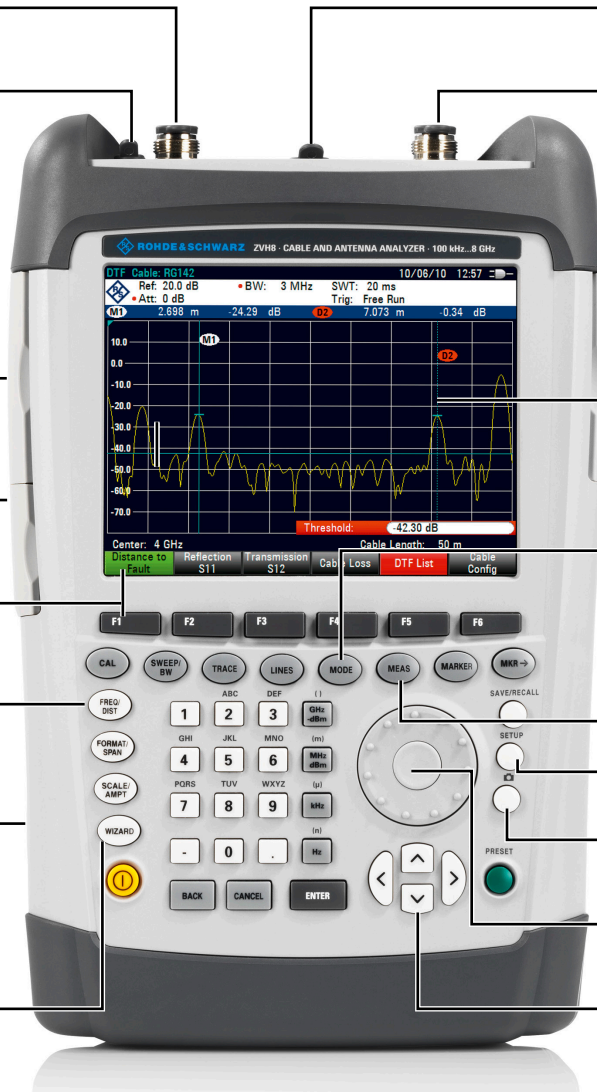 ROHDE&SCHWARZ ZVH8 · CABLE AND ANTENNA ANALYZER · 100 kHz...8 GHz
DTF Cable: RG142 10/06/10 12:57
Ref: 20.0 dB • BW: 3 MHz SWT: 20 ms
• Att: 0 dB Trig: Free Run
M1 2.698 m -24.29 dB D2 7.073 m -0.34 dB
M1
10.0
D2
0.0
-10.0
-20.0
-30.0
-40.0
-50.0
-60.0
-70.0
Threshold: -42.30 dB
Center: 4 GHz Cable Length: 50 m
Distance to Fault
Reflection S11
Transmission S12
Cable Loss
DTF List
Cable Config
F1 F2 F3 F4 F5 F6
CAL SWEEP/BW TRACE LINES MODE MEAS MARKER MKR→
SAVE/RECALL
FREQ/DIST
ABC DEF ( )
1 2 3 GHz -dBm
SETUP
FORMAT/SPAN
GHI JKL MNO (m)
4 5 6 MHz dBm
SCALE/AMPT
PQRS TUV WXYZ (µ)
7 8 9 kHz
WIZARD
(n)
- 0 . Hz
PRESET
BACK CANCEL ENTER